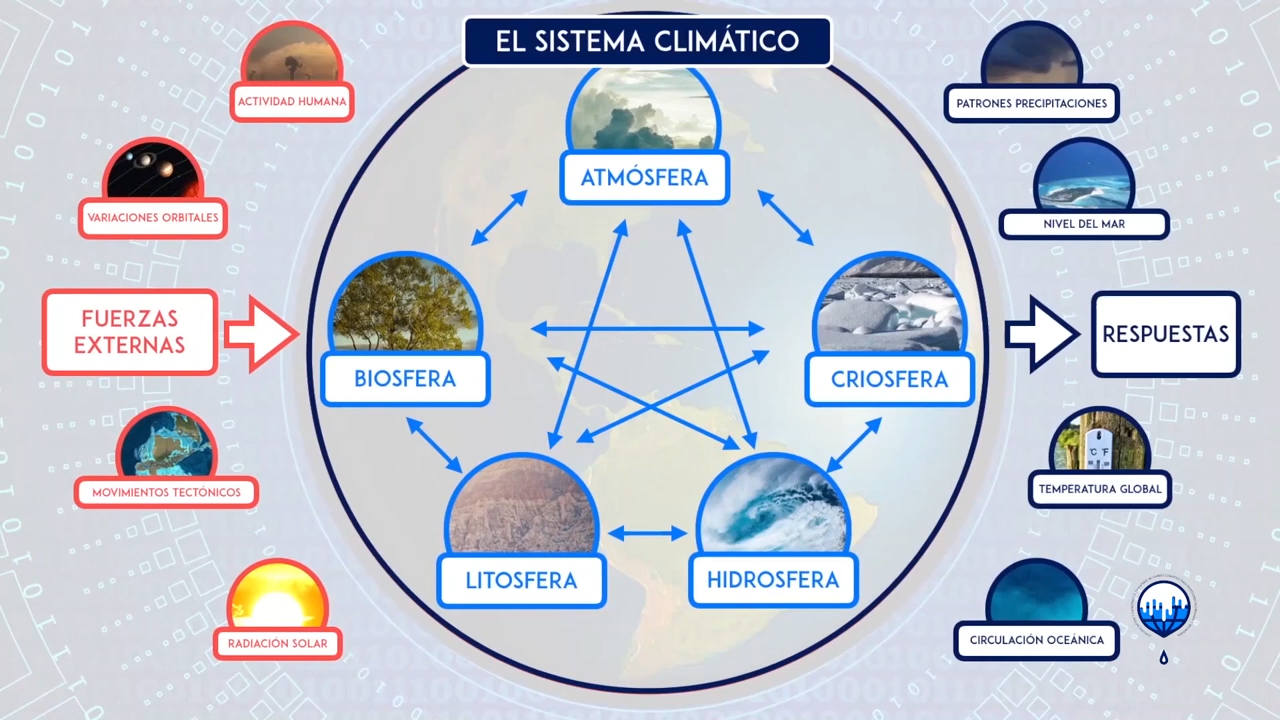 EL SISTEMA CLIMÁTICO
ACTIVIDAD HUMANA
VARIACIONES ORBITALES
FUERZAS
EXTERNAS
MOVIMIENTOS TECTÓNICOS
RADIACIÓN SOLAR
ATMÓSFERA
BIOSFERA
CRIOSFERA
LITOSFERA
HIDROSFERA
PATRONES PRECIPITACIONES
NIVEL DEL MAR
RESPUESTAS
°C °F
TEMPERATURA GLOBAL
CIRCULACIÓN OCEÁNICA